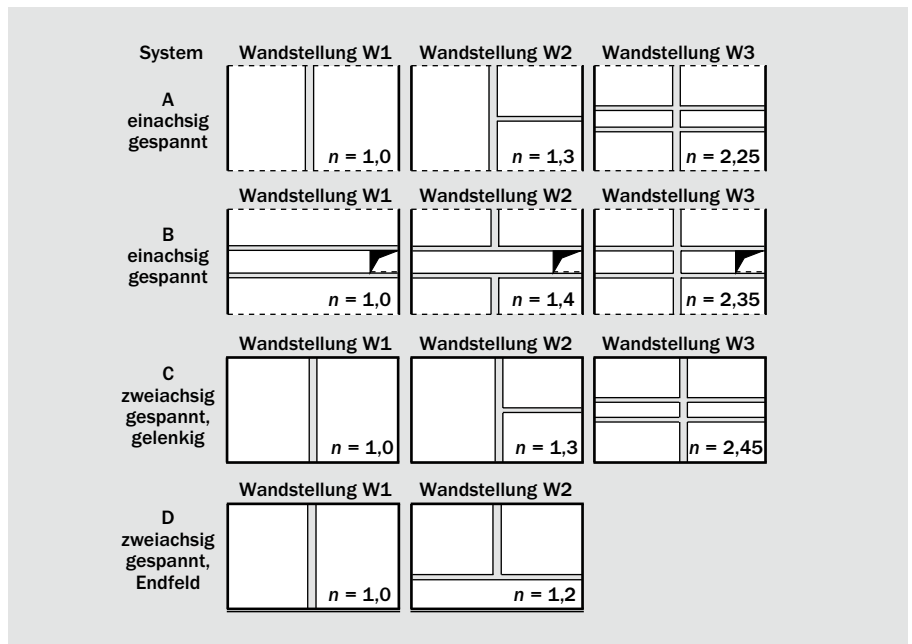 System Wandstellung W1 Wandstellung W2 Wandstellung W3
A
einachsig
gespannt
n = 1,0 n = 1,3 n = 2,25
Wandstellung W1 Wandstellung W2 Wandstellung W3
B
einachsig
gespannt
n = 1,0 n = 1,4 n = 2,35
Wandstellung W1 Wandstellung W2 Wandstellung W3
C
zweiachsig
gespannt,
gelenkig
n = 1,0 n = 1,3 n = 2,45
Wandstellung W1 Wandstellung W2
D
zweiachsig
gespannt,
Endfeld
n = 1,0 n = 1,2